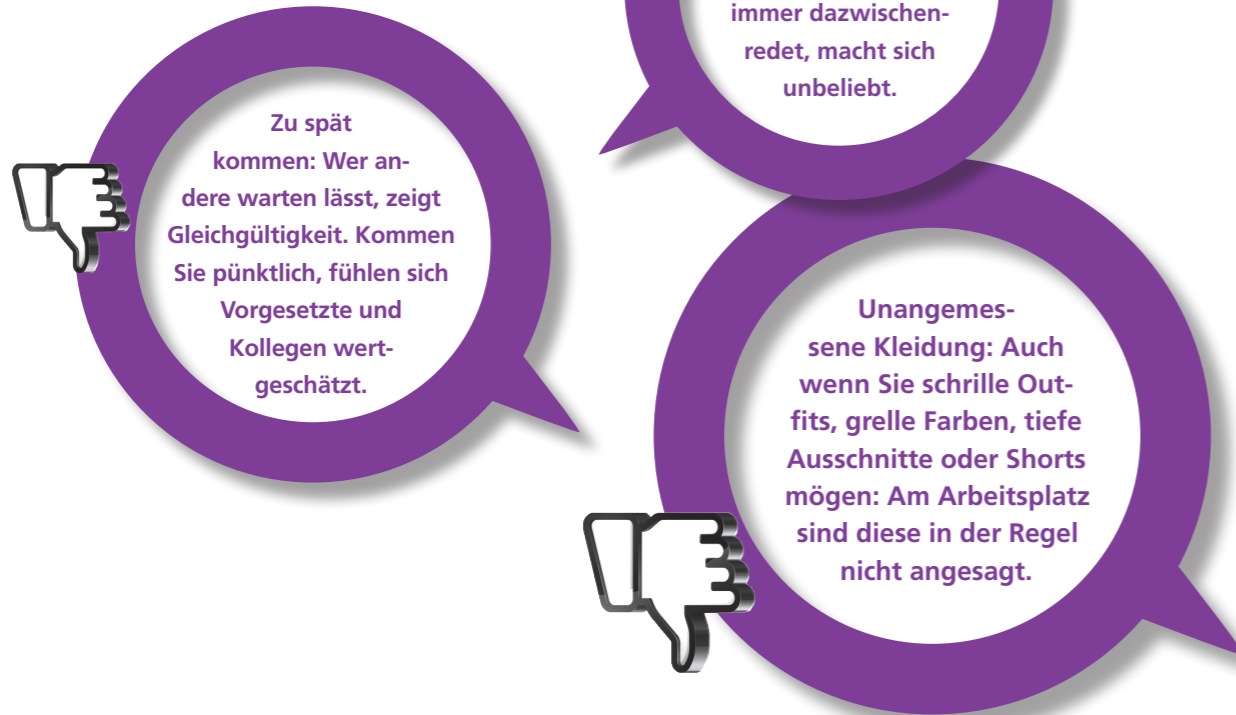 immer dazwischen-
redet, macht sich
unbeliebt.
Zu spät
kommen: Wer an-
dere warten lässt, zeigt
Gleichgültigkeit. Kommen
Sie pünktlich, fühlen sich
Vorgesetzte und
Kollegen wert-
geschätzt.
Unangemes-
sene Kleidung: Auch
wenn Sie schrille Out-
fits, grelle Farben, tiefe
Ausschnitte oder Shorts
mögen: Am Arbeitsplatz
sind diese in der Regel
nicht angesagt.